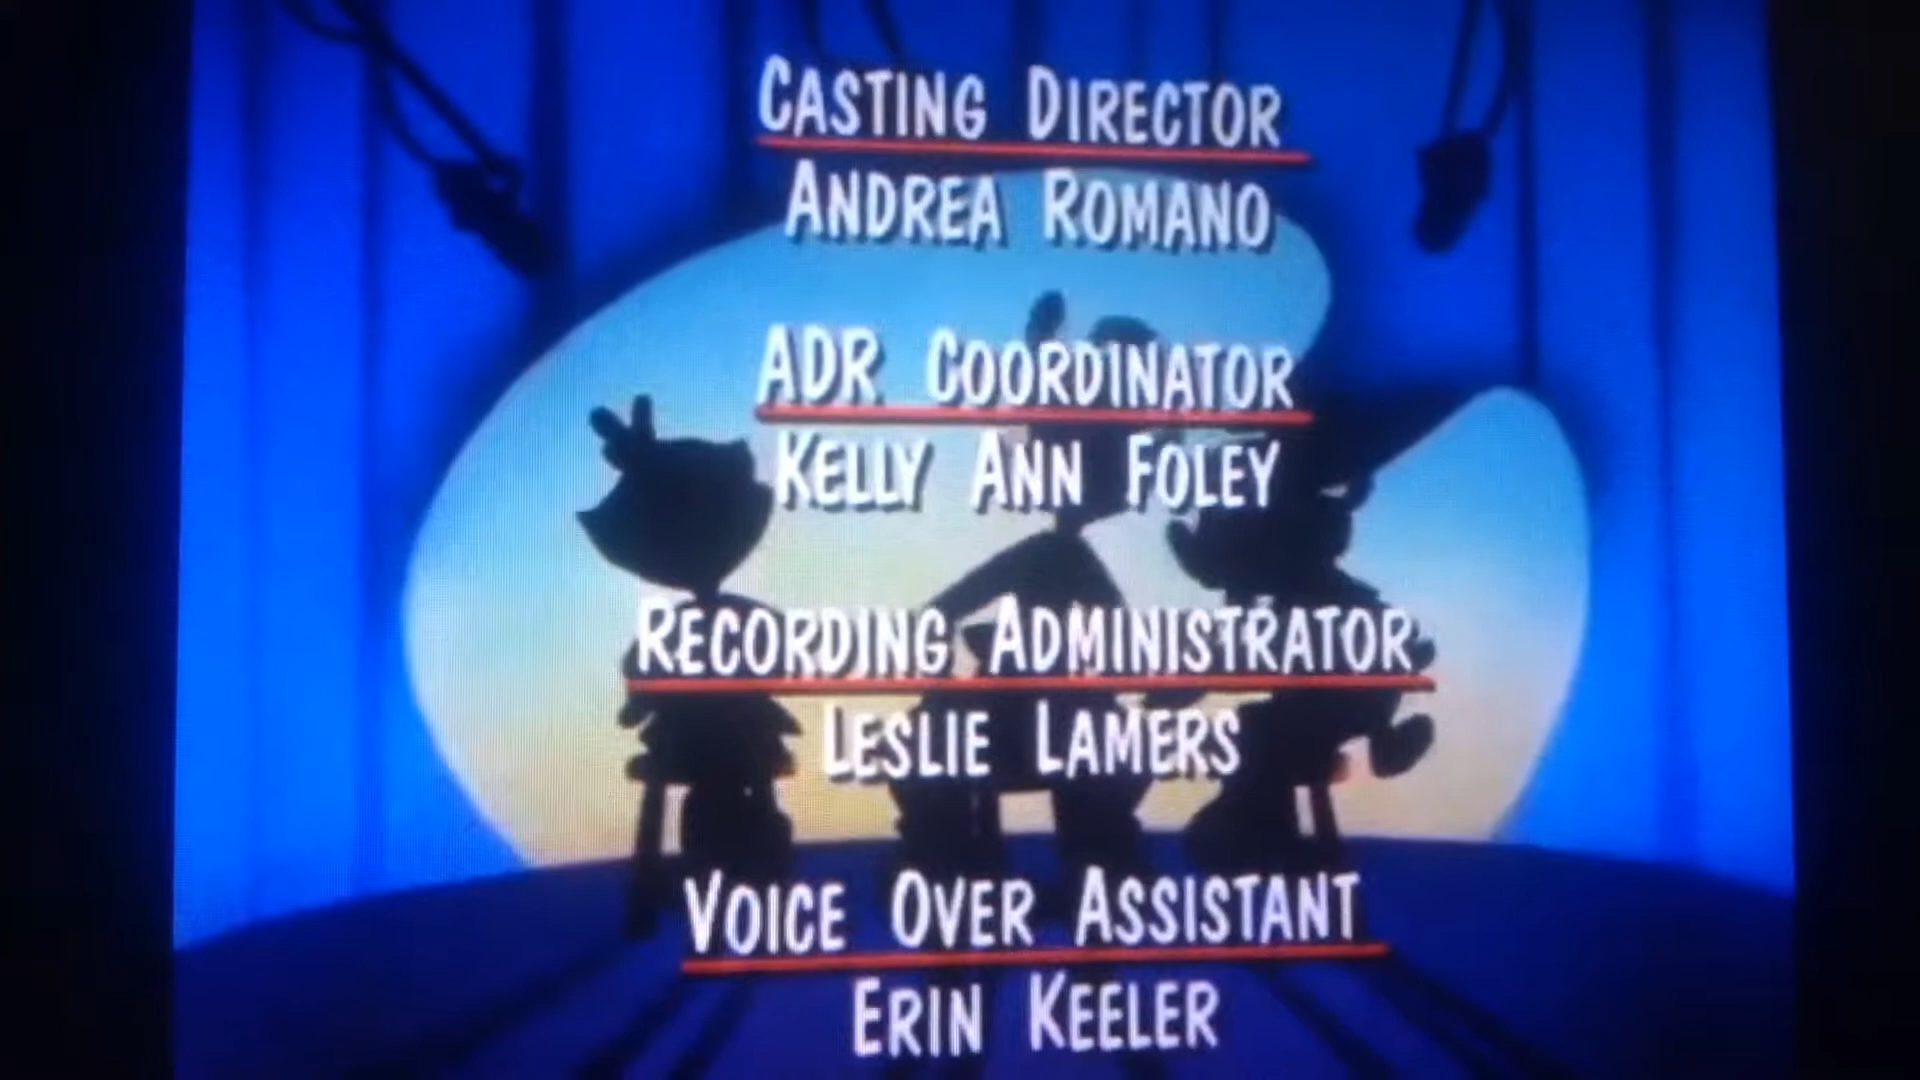 CASTING DIRECTOR
ANDREA ROMANO
ADR COORDINATOR
KELLY ANN FOLEY
RECORDING ADMINISTRATOR
LESLIE LAMERS
VOICE OVER ASSISTANT
ERIN KEELER